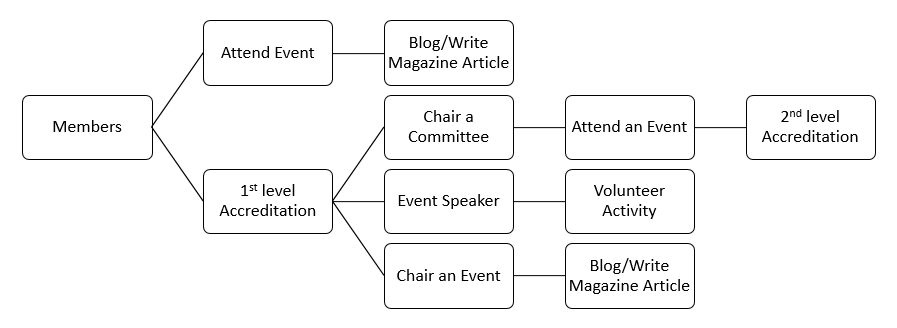 Members
Attend Event
Blog/Write
Magazine Article
1st level
Accreditation
Chair a
Committee
Attend an Event
2nd level
Accreditation
Event Speaker
Volunteer
Activity
Chair an Event
Blog/Write
Magazine Article